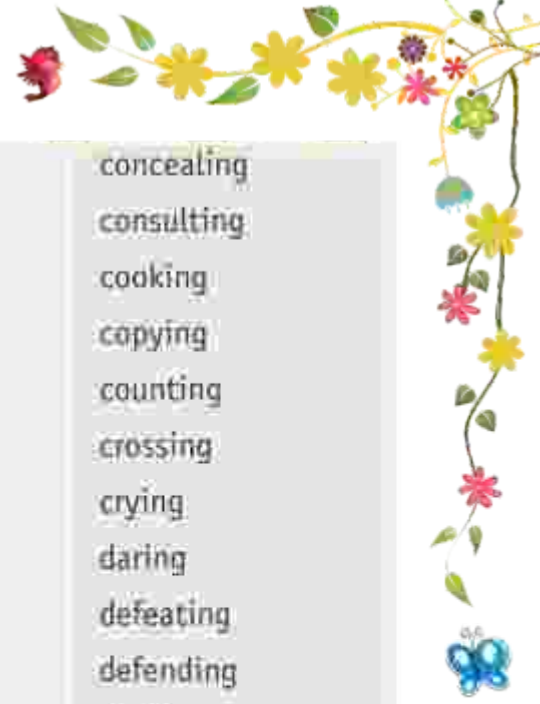 concealing
consulting
cooking
copying
counting
crossing
crying
daring
defeating
defending